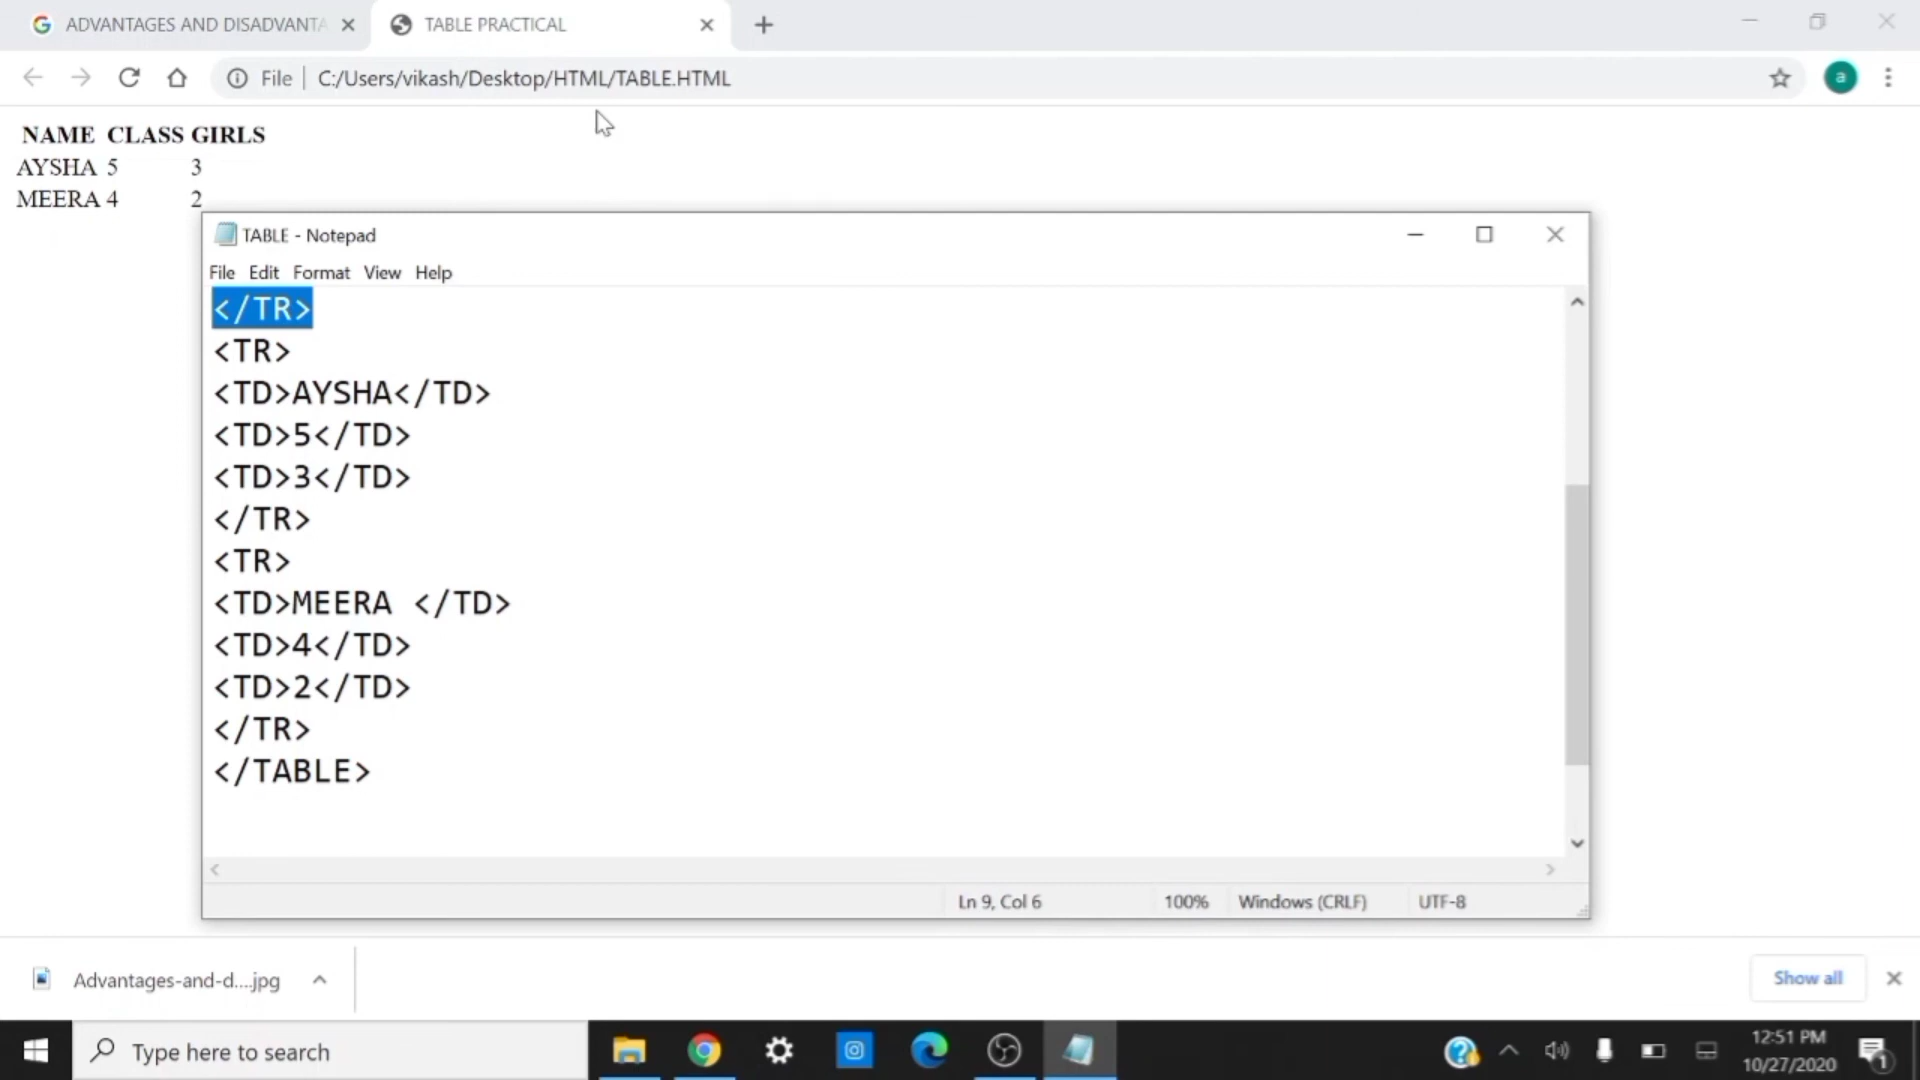 ADVANTAGES AND DISADVANTA
TABLE PRACTICAL
File C:/Users/vikash/Desktop/HTML/TABLE.HTML
a
NAME CLASS GIRLS
AYSHA 5 3
MEERA 4 2
TABLE - Notepad
File Edit Format View Help
</TR>
<TR>
<TD>AYSHA</TD>
<TD>5</TD>
<TD>3</TD>
</TR>
<TR>
<TD>MEERA </TD>
<TD>4</TD>
<TD>2</TD>
</TR>
</TABLE>
Ln 9, Col 6 100% Windows (CRLF) UTF-8
Advantages-and-d....jpg
Show all
Type here to search
12:51 PM
10/27/2020
1